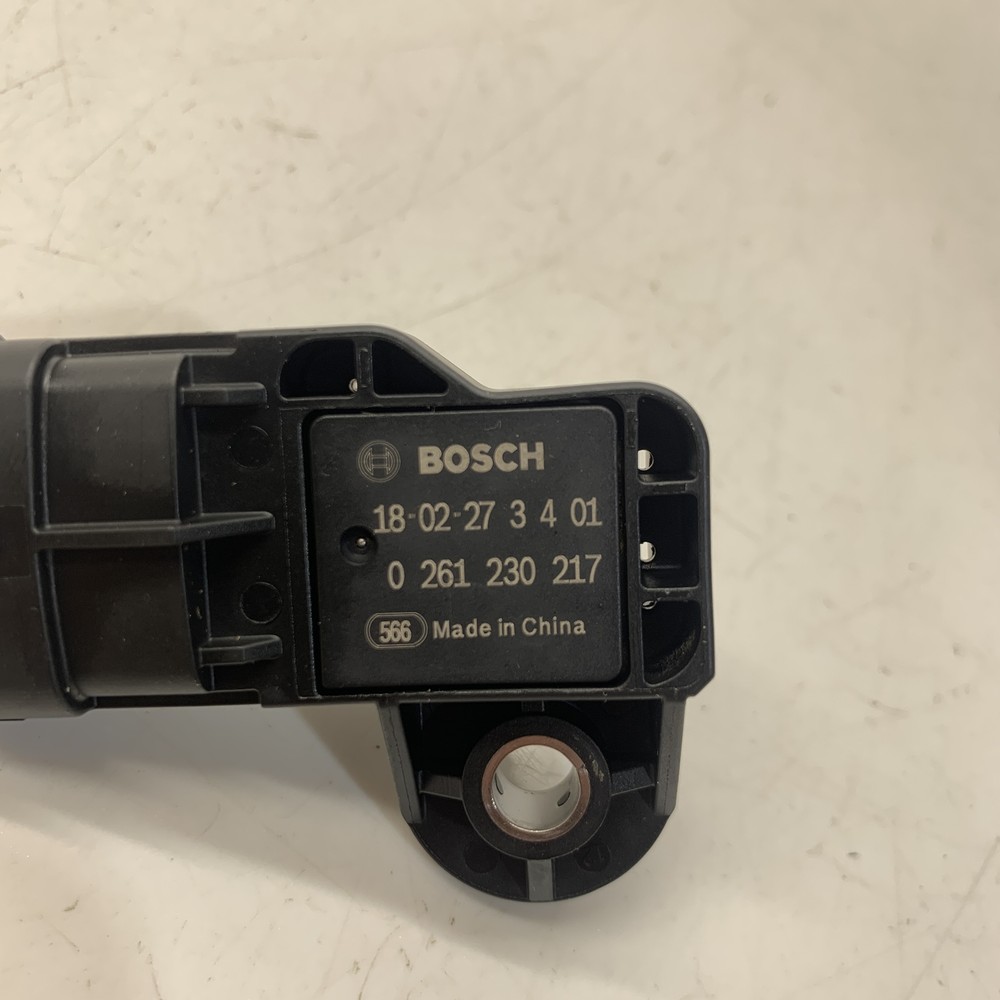 BOSCH
18-02-27 3 4 01
0 261 230 217
566 Made in China